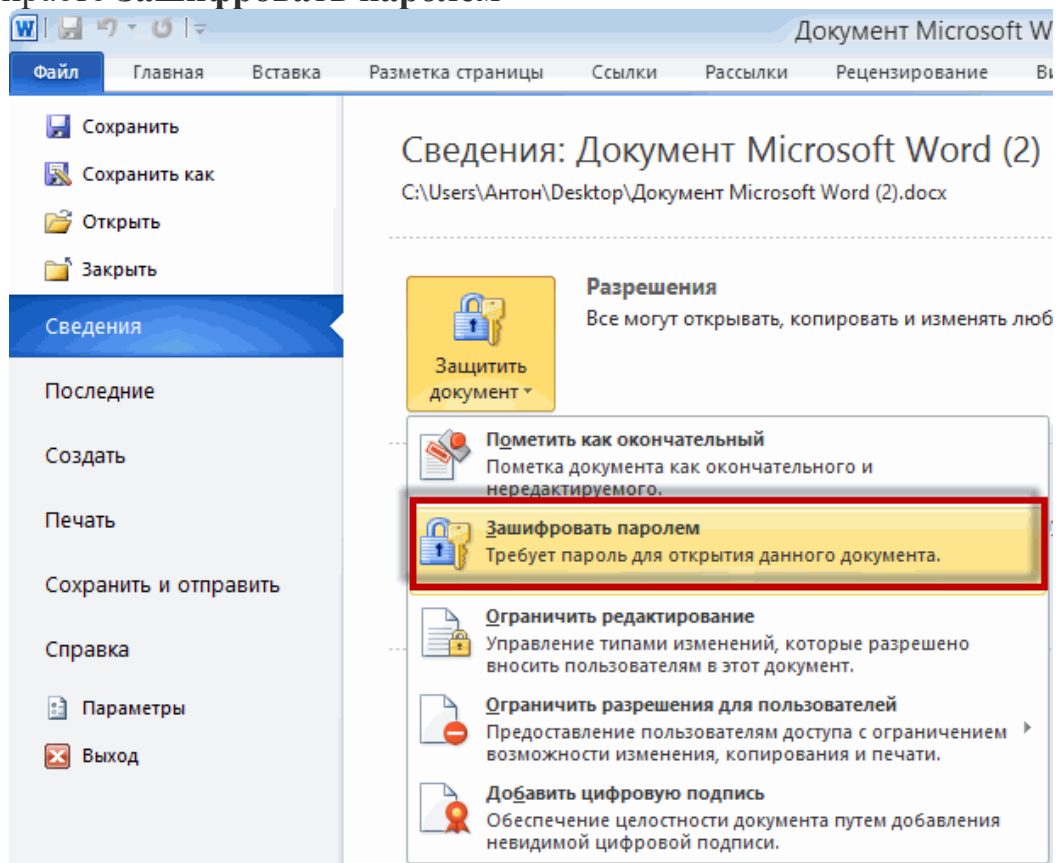 Зашифровать паролем
Документ Microsoft W
Файл Главная Вставка Разметка страницы Ссылки Рассылки Рецензирование Ви
Сохранить
Сохранить как
Открыть
Закрыть
Сведения
Последние
Создать
Печать
Сохранить и отправить
Справка
Параметры
Выход
Сведения: Документ Microsoft Word (2)
C:\Users\Антон\Desktop\Документ Microsoft Word (2).docx
Защитить
документ
Разрешения
Все могут открывать, копировать и изменять люб
Пометить как окончательный
Пометка документа как окончательного и
нередактируемого.
Зашифровать паролем
Требует пароль для открытия данного документа.
Ограничить редактирование
Управление типами изменений, которые разрешено
вносить пользователям в этот документ.
Ограничить разрешения для пользователей
Предоставление пользователям доступа с ограничением
возможности изменения, копирования и печати.
Добавить цифровую подпись
Обеспечение целостности документа путем добавления
невидимой цифровой подписи.